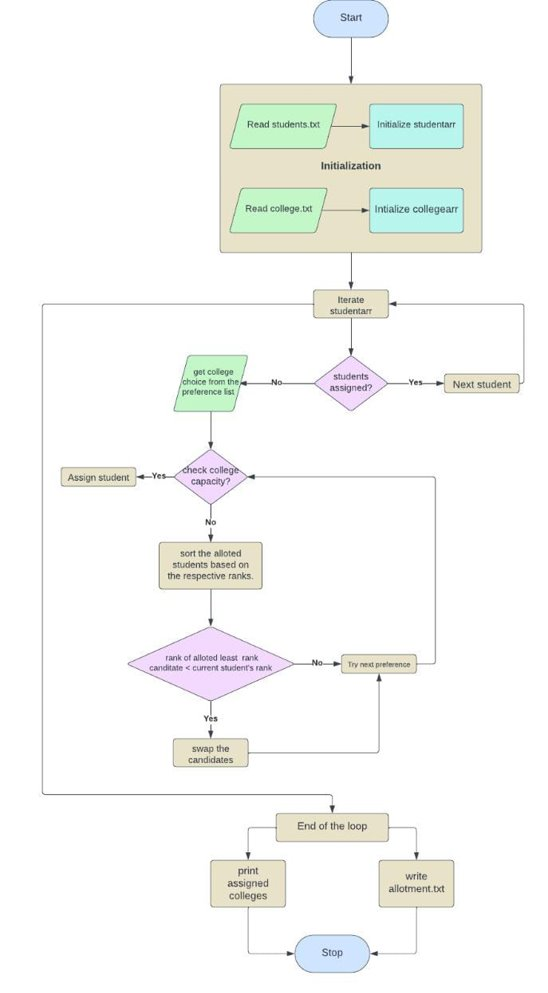 Start
Read students.txt
Initialize studentarr
Initialization
Read college.txt
Intialize collegearr
Iterate
studentarr
get college
choice from the
preference list
No
students
assigned?
Yes
Next student
Assign student
Yes
check college
capacity?
No
sort the alloted
students based on
the respective ranks.
rank of alloted least rank
canditate < current student's rank
No
Try next preference
Yes
swap the
candidates
End of the loop
print
assigned
colleges
write
allotment.txt
Stop